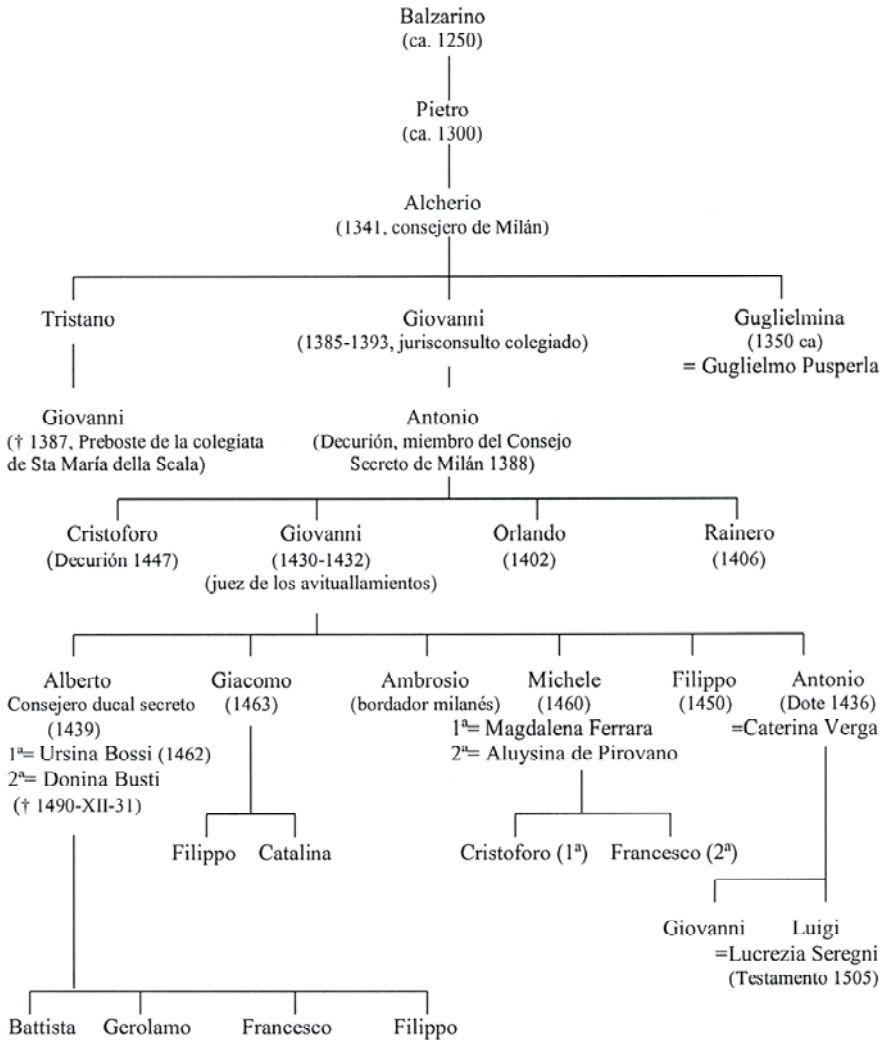 Balzarino
(ca. 1250)
Pietro
(ca. 1300)
Alcherio
(1341, consejero de Milán)
Tristano
Giovanni
(1385-1393, jurisconsulto colegiado)
Guglielmina
(1350 ca)
= Guglielmo Pusperla
Giovanni
(† 1387, Preboste de la colegiata
de Sta María della Scala)
Antonio
(Decurión, miembro del Consejo
Secreto de Milán 1388)
Cristoforo
(Decurión 1447)
Giovanni
(1430-1432)
(juez de los avituallamientos)
Orlando
(1402)
Rainero
(1406)
Alberto
Consejero ducal secreto
(1439)
1ª= Ursina Bossi (1462)
2ª= Donina Busti
(† 1490-XII-31)
Giacomo
(1463)
Ambrosio
(bordador milanés)
Michele
(1460)
1ª= Magdalena Ferrara
2ª= Aluysina de Pirovano
Filippo
(1450)
Antonio
(Dote 1436)
=Caterina Verga
Filippo
Catalina
Cristoforo (1ª)
Francesco (2ª)
Giovanni
Luigi
=Lucrezia Seregni
(Testamento 1505)
Battista
Gerolamo
Francesco
Filippo